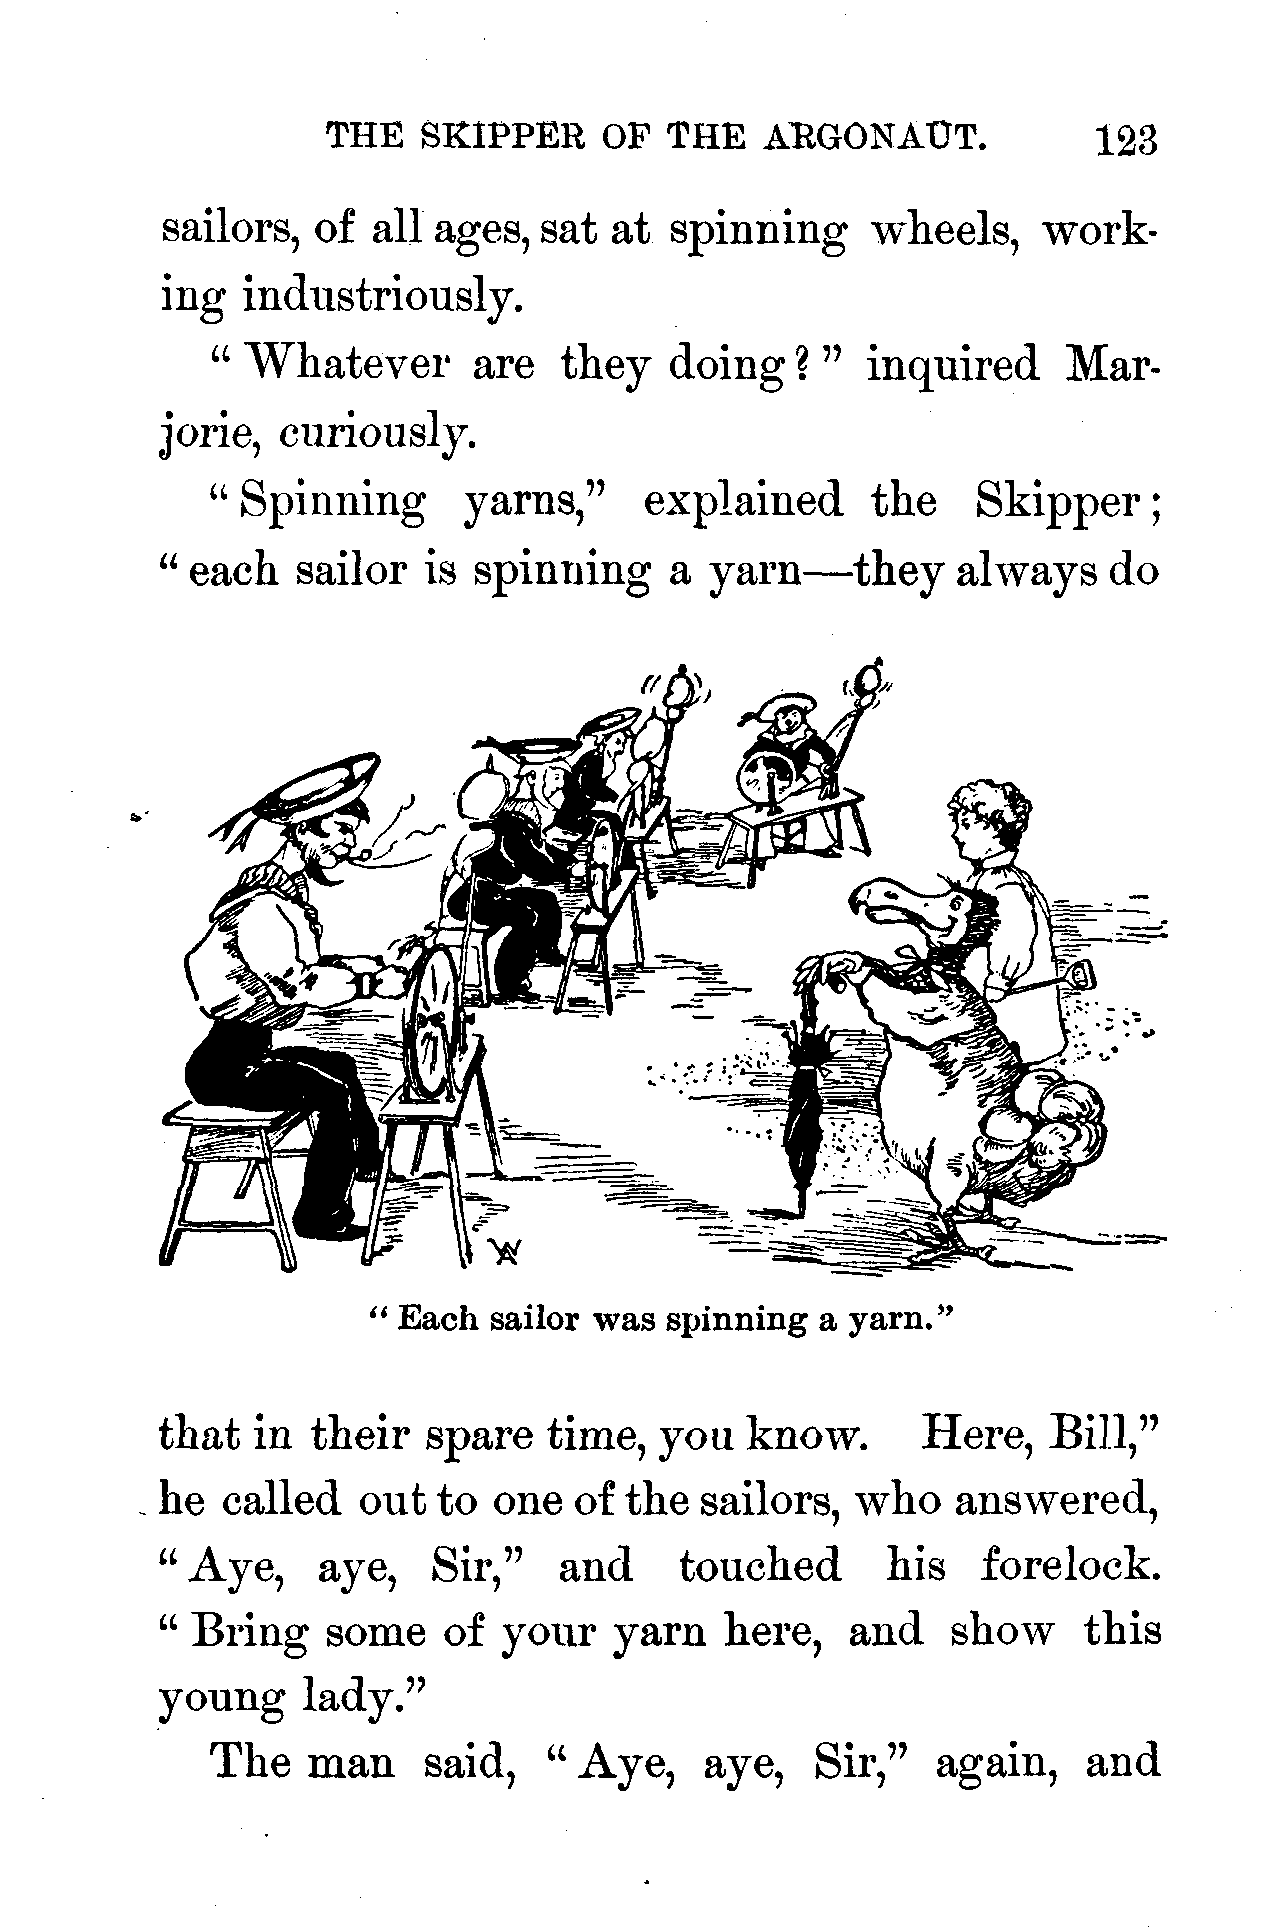 THE SKIPPER OF THE ARGONAUT. 123
sailors, of all ages, sat at spinning wheels, work-
ing industriously.
“ Whatever are they doing? ” inquired Mar-
jorie, curiously.
“ Spinning yarns,” explained the Skipper;
“ each sailor is spinning a yarn—they always do
WA
“ Each sailor was spinning a yarn.”
that in their spare time, you know. Here, Bill,”
he called out to one of the sailors, who answered,
“ Aye, aye, Sir,” and touched his forelock.
“ Bring some of your yarn here, and show this
young lady.”
The man said, “ Aye, aye, Sir,” again, and